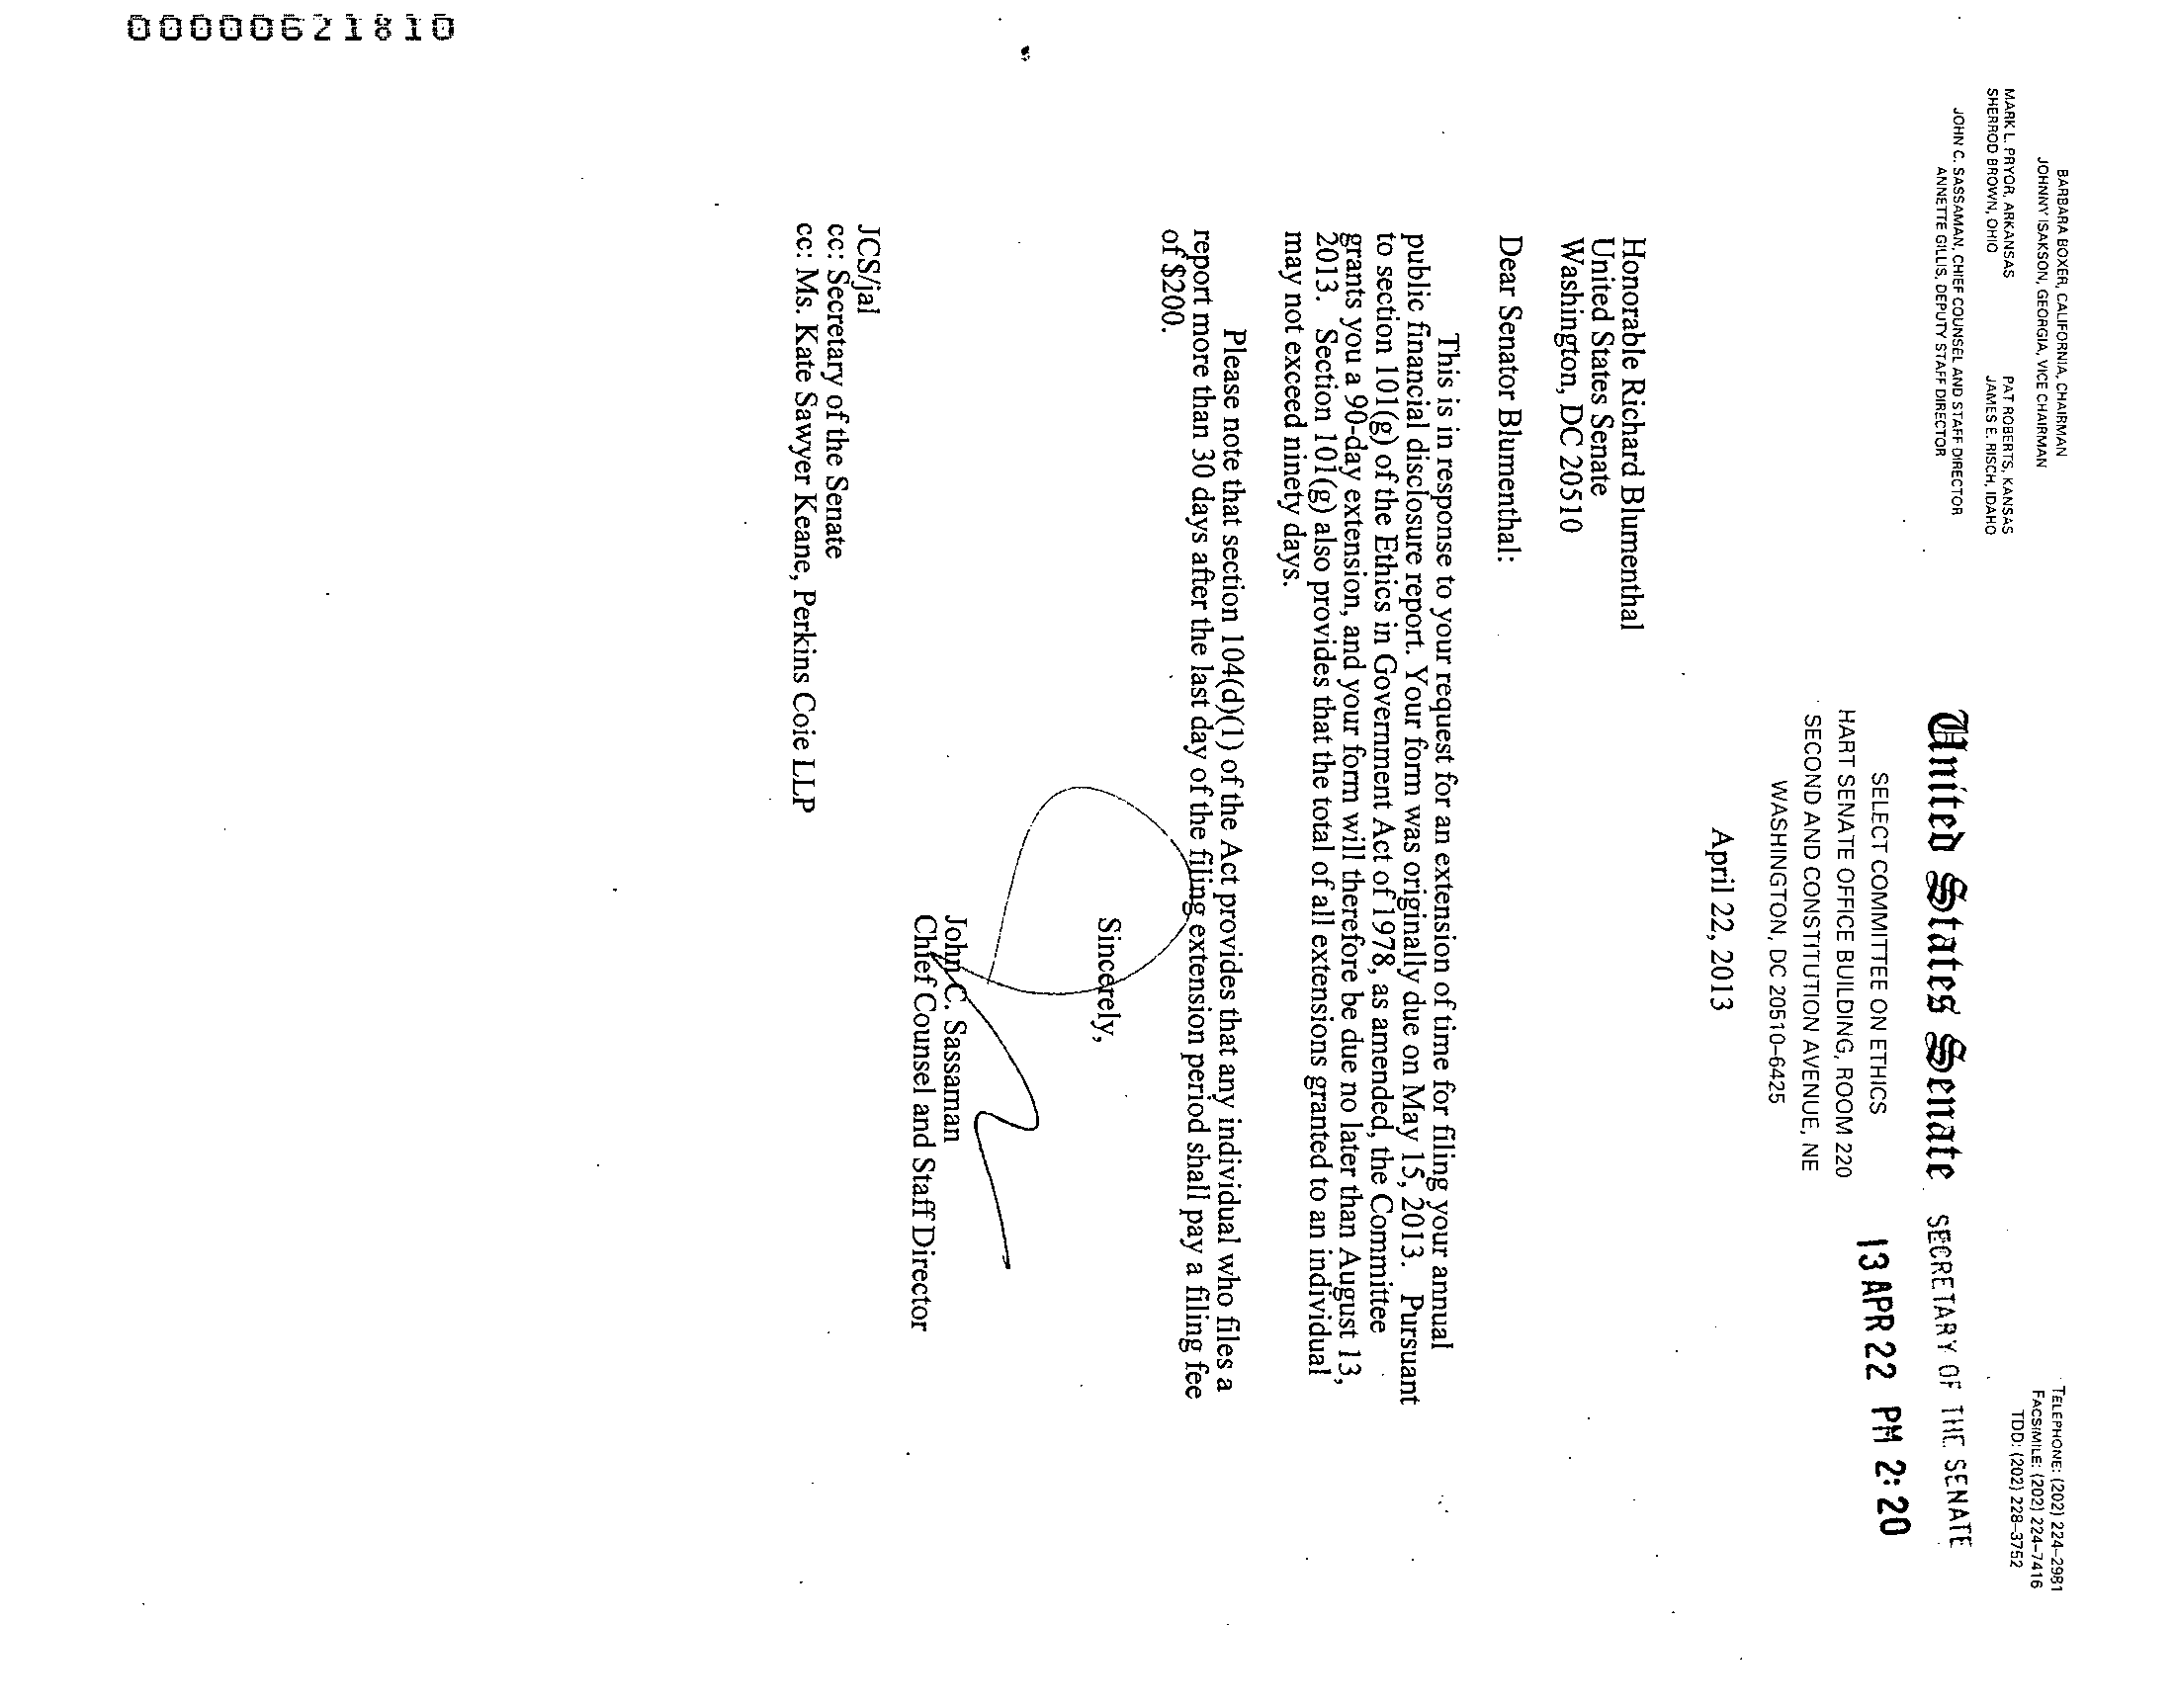 00000621810
BARBARA BOXER, CALIFORNIA, CHAIRMAN
JOHNNY ISAKSON, GEORGIA, VICE CHAIRMAN
MARK L. PRYOR, ARKANSAS PAT ROBERTS, KANSAS
SHERROD BROWN, OHIO JAMES E. RISCH, IDAHO
JOHN C. SASSAMAN, CHIEF COUNSEL AND STAFF DIRECTOR
ANNETTE GILLIS, DEPUTY STAFF DIRECTOR
TELEPHONE: (202) 224-2981
FACSIMILE: (202) 224-7416
TDD: (202) 228-3752
United States Senate
SELECT COMMITTEE ON ETHICS
HART SENATE OFFICE BUILDING, ROOM 220
SECOND AND CONSTITUTION AVENUE, NE
WASHINGTON, DC 20510-6425
SECRETARY OF THE SENATE
13 APR 22 PM 2:20
April 22, 2013
Honorable Richard Blumenthal
United States Senate
Washington, DC 20510
Dear Senator Blumenthal:
This is in response to your request for an extension of time for filing your annual
public financial disclosure report. Your form was originally due on May 15, 2013. Pursuant
to section 101(g) of the Ethics in Government Act of 1978, as amended, the Committee
grants you a 90-day extension, and your form will therefore be due no later than August 13,
2013. Section 101(g) also provides that the total of all extensions granted to an individual
may not exceed ninety days.
Please note that section 104(d)(1) of the Act provides that any individual who files a
report more than 30 days after the last day of the filing extension period shall pay a filing fee
of $200.
Sincerely,
John C. Sassaman
Chief Counsel and Staff Director
JCS/jal
cc: Secretary of the Senate
cc: Ms. Kate Sawyer Keane, Perkins Coie LLP